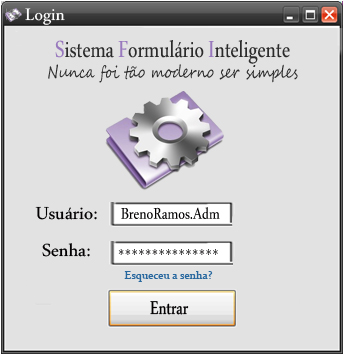 Login
Sistema Formulário Inteligente
Nunca foi tão moderno ser simples
Usuário: BrenoRamos.Adm
Senha: ***************
Esqueceu a senha?
Entrar